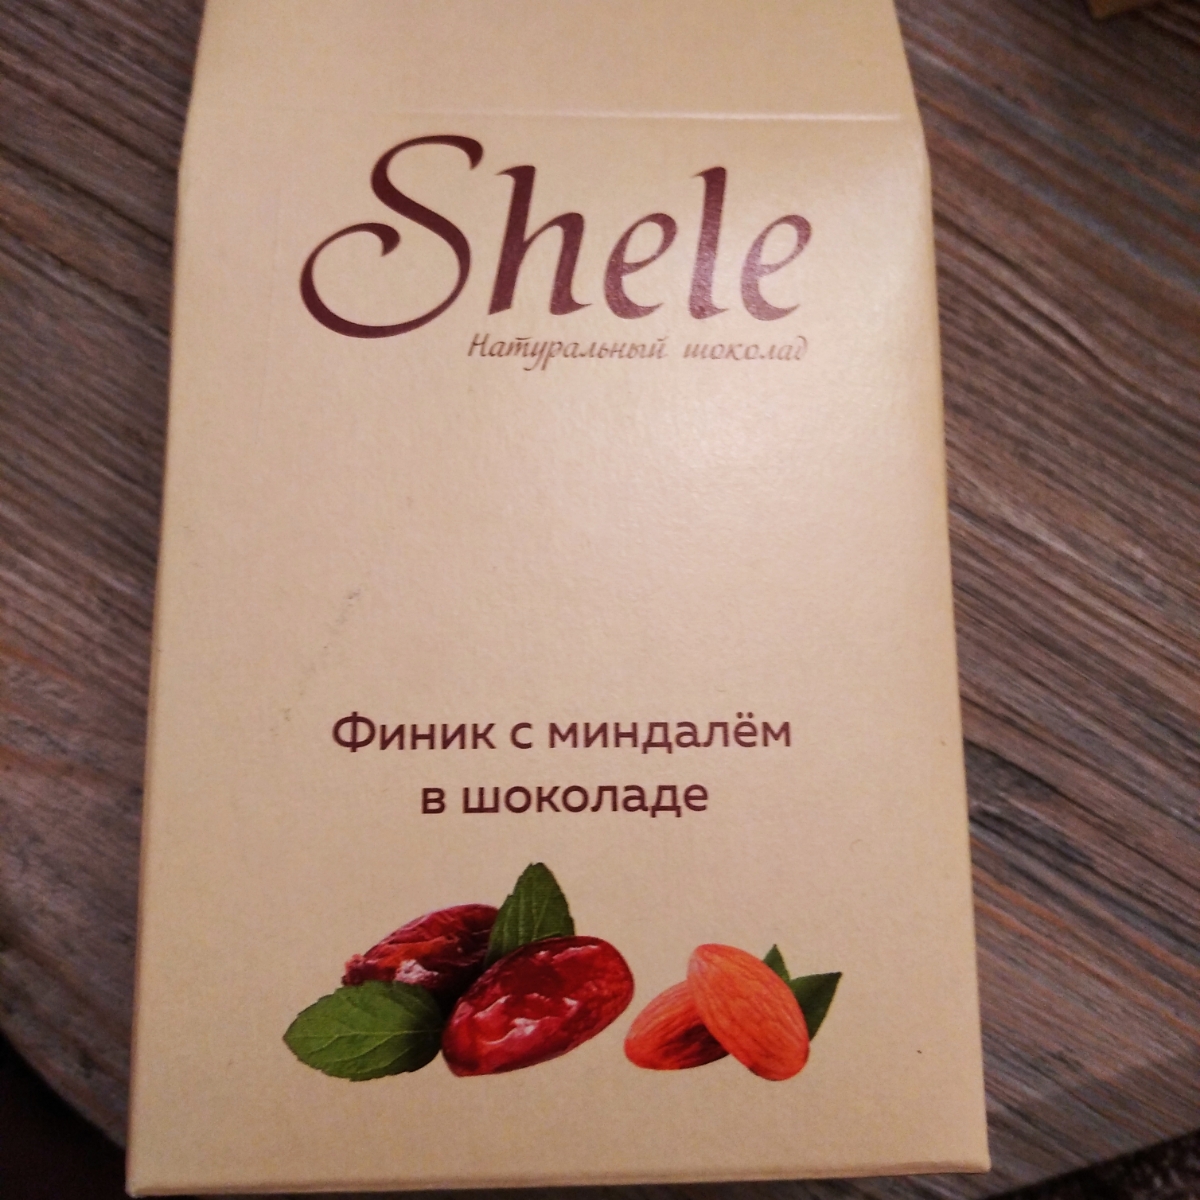 Shele
Натуральный шоколад
Финик с миндалём
в шоколаде